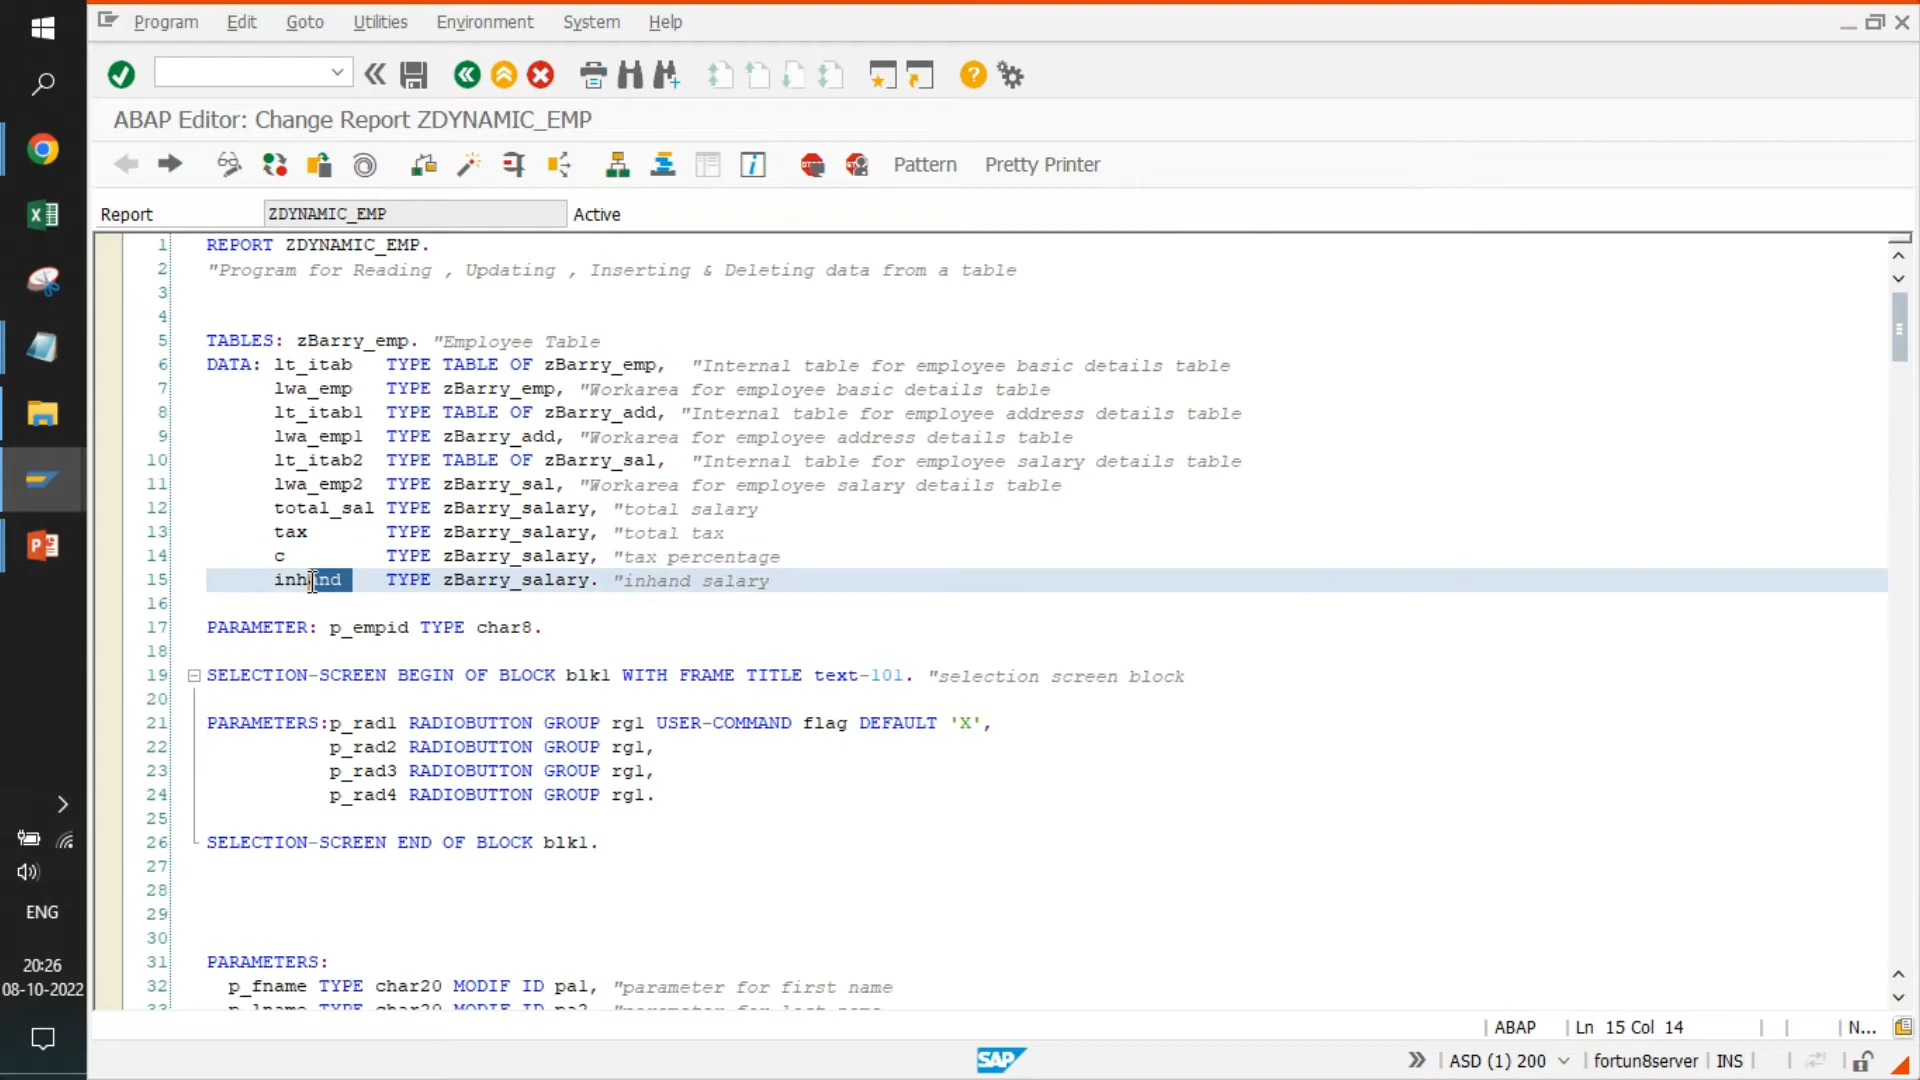 Program Edit Goto Utilities Environment System Help
ABAP Editor: Change Report ZDYNAMIC_EMP
Pattern Pretty Printer
Report ZDYNAMIC_EMP Active
1 REPORT ZDYNAMIC_EMP.
2 "Program for Reading , Updating , Inserting & Deleting data from a table
3
4
5 TABLES: zBarry_emp. "Employee Table
6 DATA: lt_itab TYPE TABLE OF zBarry_emp, "Internal table for employee basic details table
7 lwa_emp TYPE zBarry_emp, "Workarea for employee basic details table
8 lt_itab1 TYPE TABLE OF zBarry_add, "Internal table for employee address details table
9 lwa_emp1 TYPE zBarry_add, "Workarea for employee address details table
10 lt_itab2 TYPE TABLE OF zBarry_sal, "Internal table for employee salary details table
11 lwa_emp2 TYPE zBarry_sal, "Workarea for employee salary details table
12 total_sal TYPE zBarry_salary, "total salary
13 tax TYPE zBarry_salary, "total tax
14 c TYPE zBarry_salary, "tax percentage
15 inhand TYPE zBarry_salary. "inhand salary
16
17 PARAMETER: p_empid TYPE char8.
18
19 SELECTION-SCREEN BEGIN OF BLOCK blk1 WITH FRAME TITLE text-101. "selection screen block
20
21 PARAMETERS:p_rad1 RADIOBUTTON GROUP rg1 USER-COMMAND flag DEFAULT 'X',
22 p_rad2 RADIOBUTTON GROUP rg1,
23 p_rad3 RADIOBUTTON GROUP rg1,
24 p_rad4 RADIOBUTTON GROUP rg1.
25
26 SELECTION-SCREEN END OF BLOCK blk1.
27
28
29
30
31 PARAMETERS:
32 p_fname TYPE char20 MODIF ID pa1, "parameter for first name
33 p_lname TYPE char20 MODIF ID pa2, "parameter for last name
ABAP Ln 15 Col 14 N...
SAP ASD (1) 200 fortun8server INS
ENG
20:26
08-10-2022